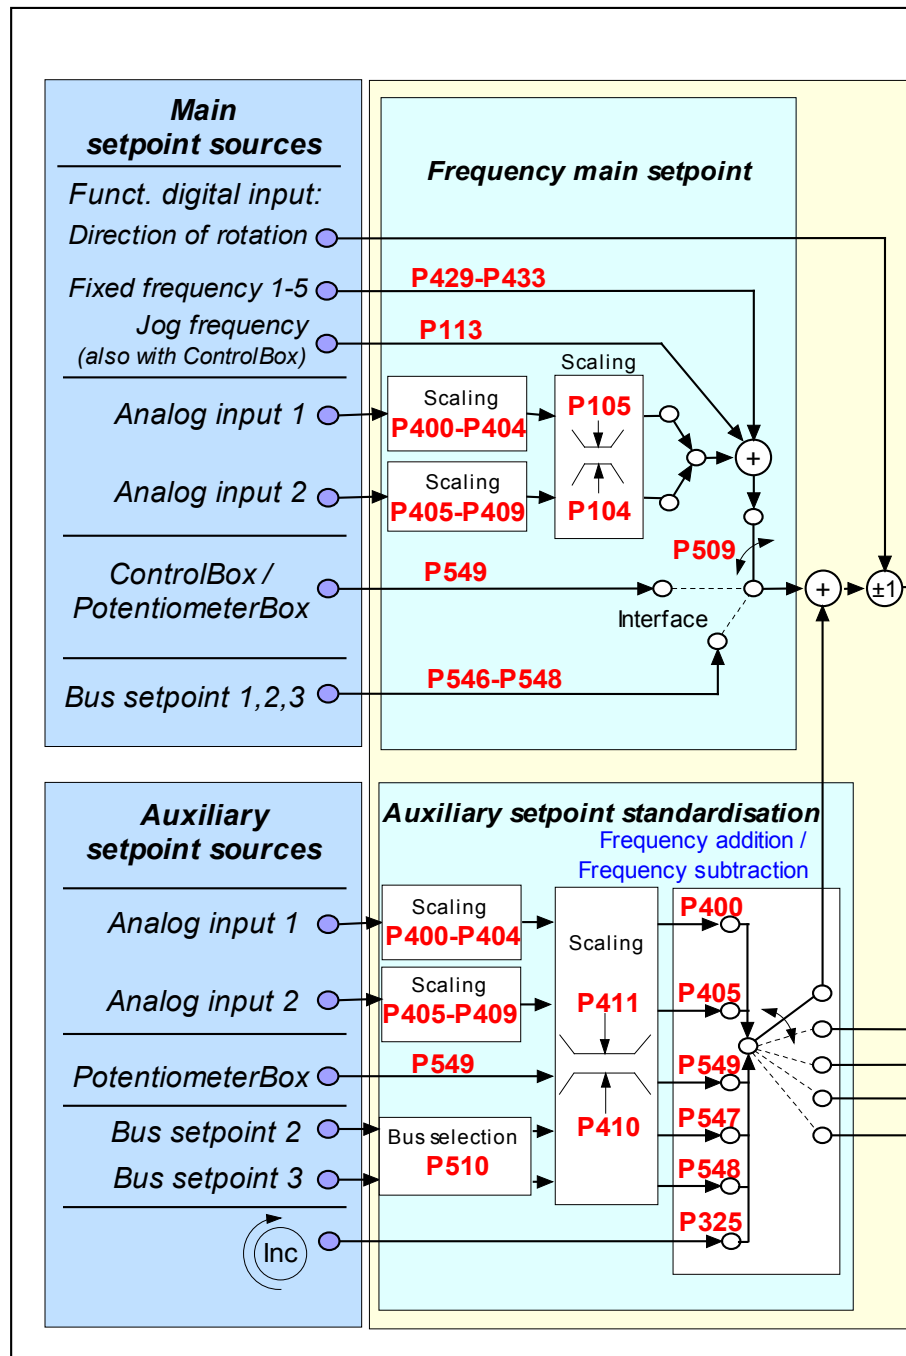 Main
setpoint sources
Funct. digital input:
Direction of rotation
Fixed frequency 1-5
Jog frequency
(also with ControlBox)
Analog input 1
Analog input 2
ControlBox /
PotentiometerBox
Bus setpoint 1,2,3
Frequency main setpoint
P429-P433
P113
Scaling
P400-P404
Scaling
P405-P409
Scaling
P105
P104
P509
P549
Interface
P546-P548
+
+
±1
Auxiliary
setpoint sources
Analog input 1
Analog input 2
PotentiometerBox
Bus setpoint 2
Bus setpoint 3
Inc
Auxiliary setpoint standardisation
Frequency addition /
Frequency subtraction
Scaling
P400-P404
Scaling
P405-P409
P549
Bus selection
P510
Scaling
P411
P410
P400
P405
P549
P547
P548
P325